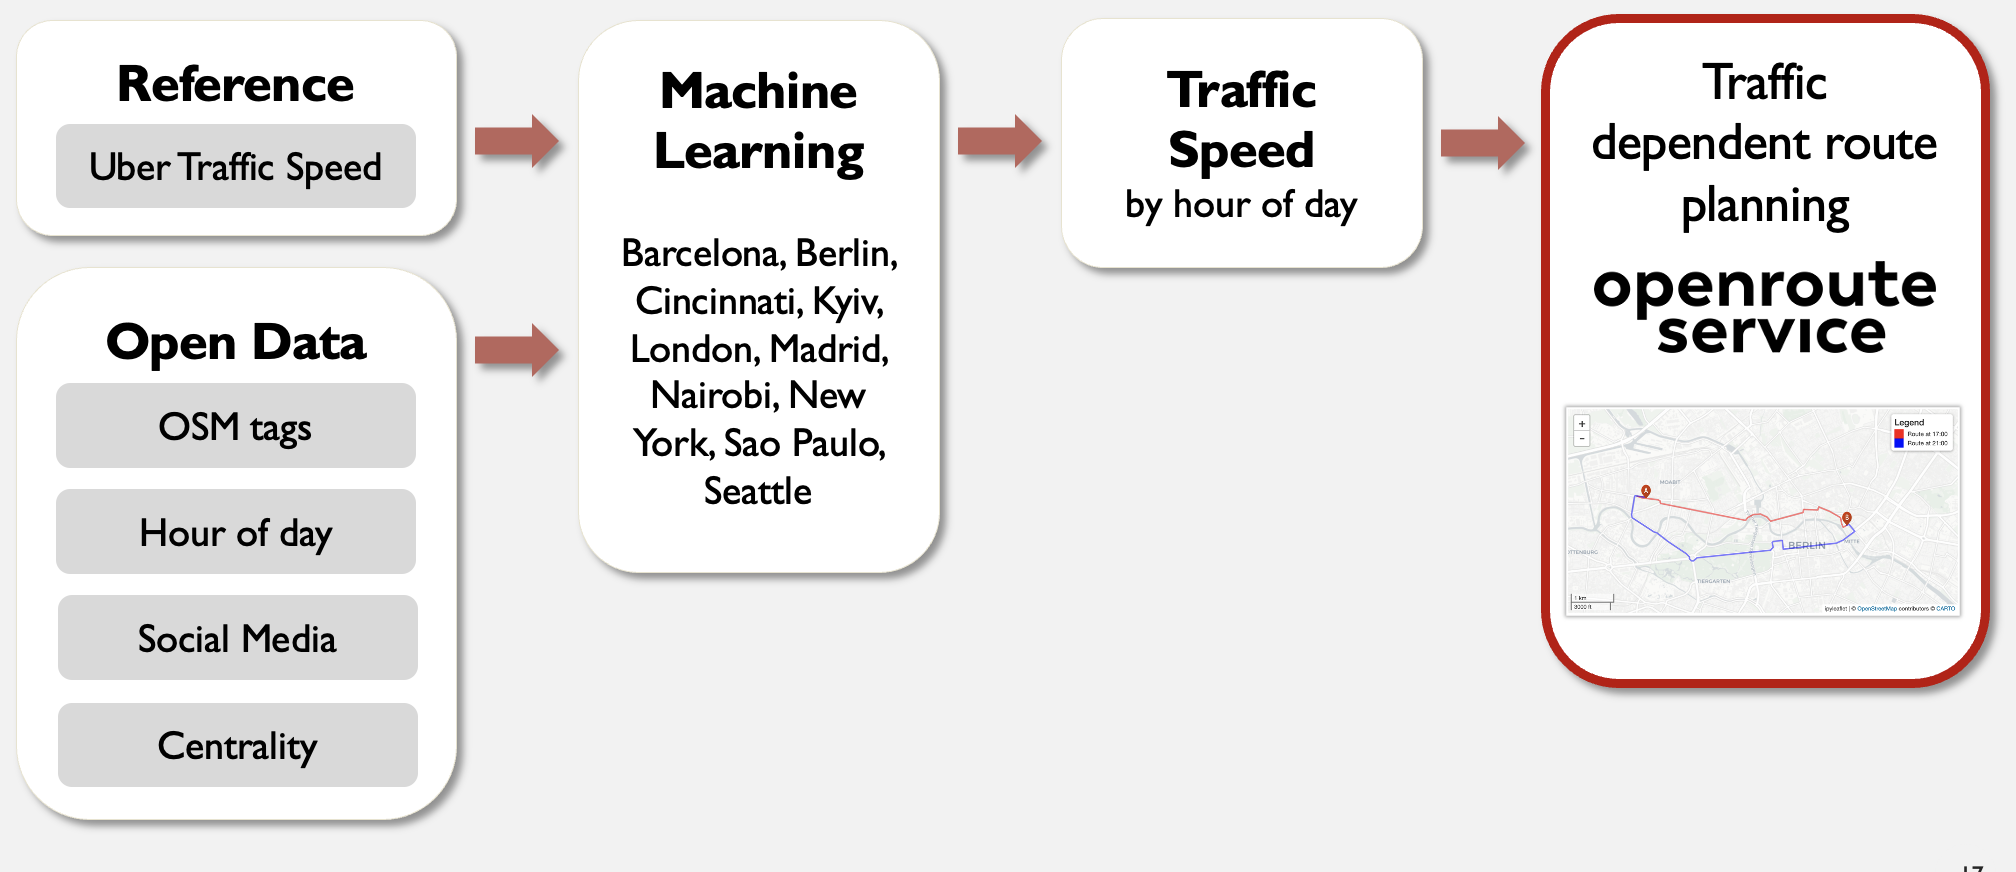 Reference
Uber Traffic Speed
Open Data
OSM tags
Hour of day
Social Media
Centrality
Machine
Learning
Barcelona, Berlin,
Cincinnati, Kyiv,
London, Madrid,
Nairobi, New
York, Sao Paulo,
Seattle
Traffic
Speed
by hour of day
Traffic
dependent route
planning
openroute
service
+
-
Legend
Route at 17:00
Route at 21:00
MOABIT
A
B
BERLIN
MITTE
TTENBURG
TIERGARTEN
1 km
3000 ft
ipyleaflet | © OpenStreetMap contributors © CARTO